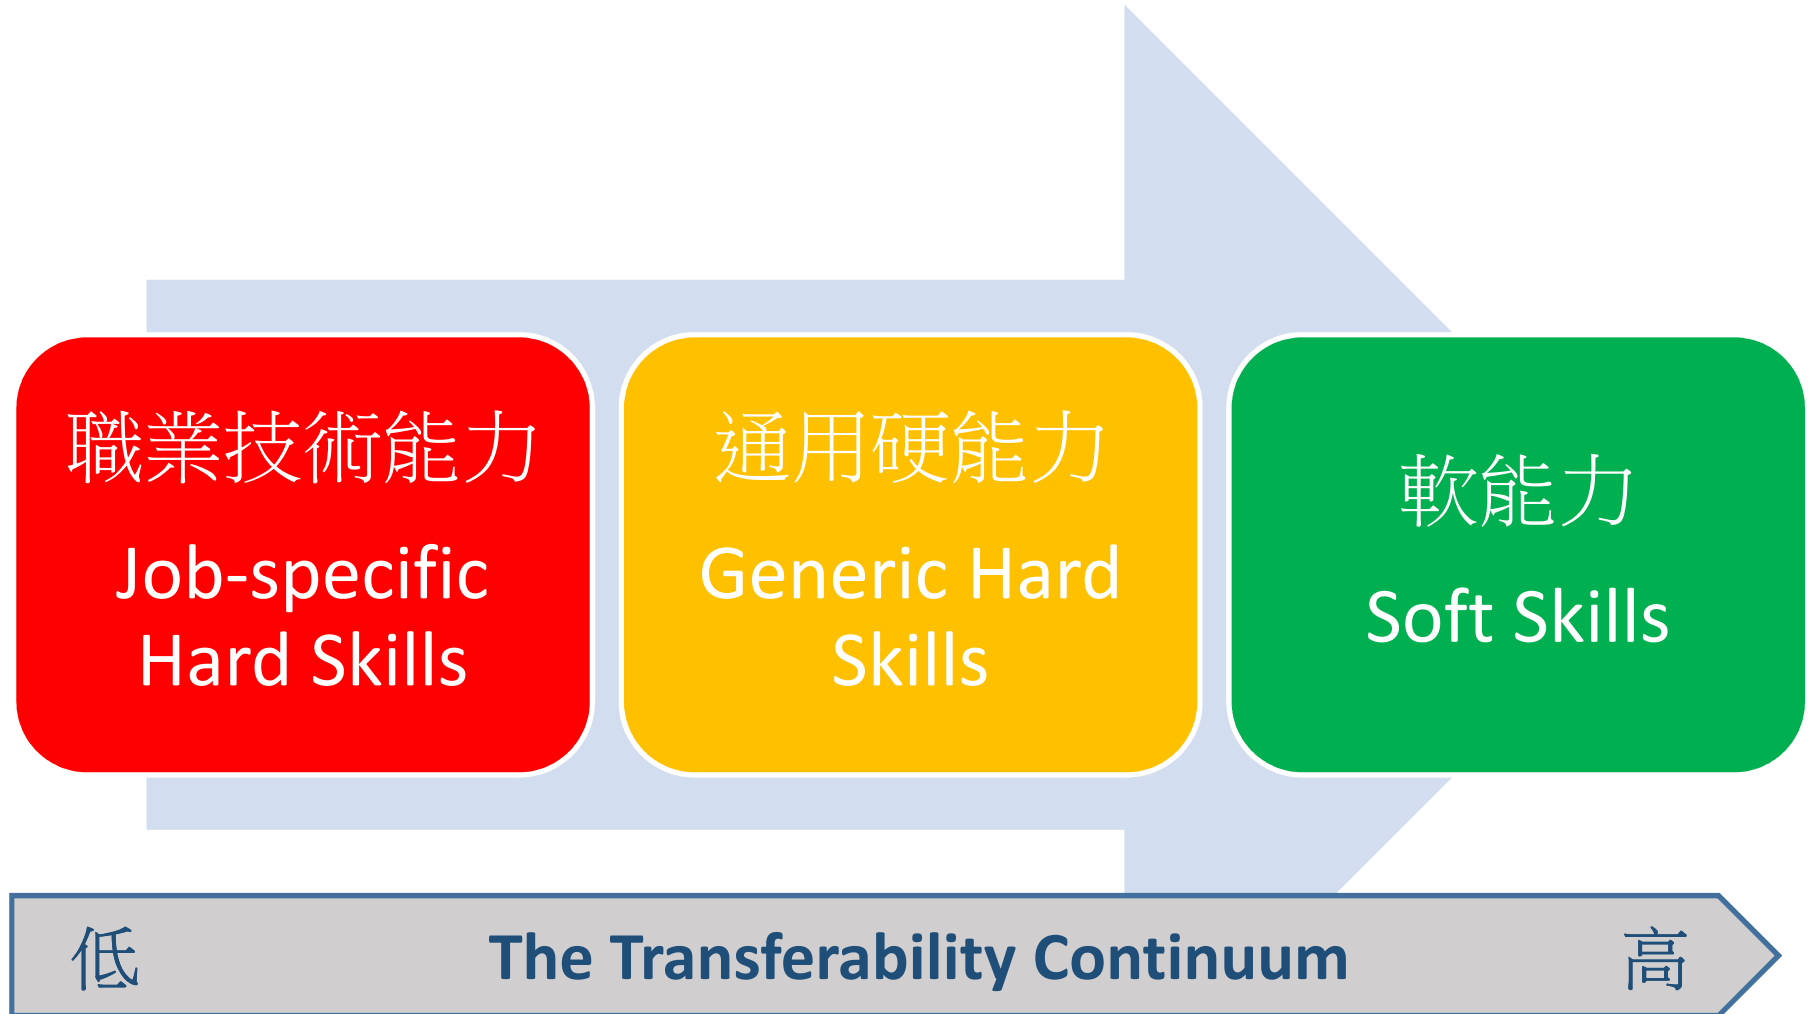 職業技術能力
Job-specific
Hard Skills
通用硬能力
Generic Hard
Skills
軟能力
Soft Skills
低
The Transferability Continuum
高